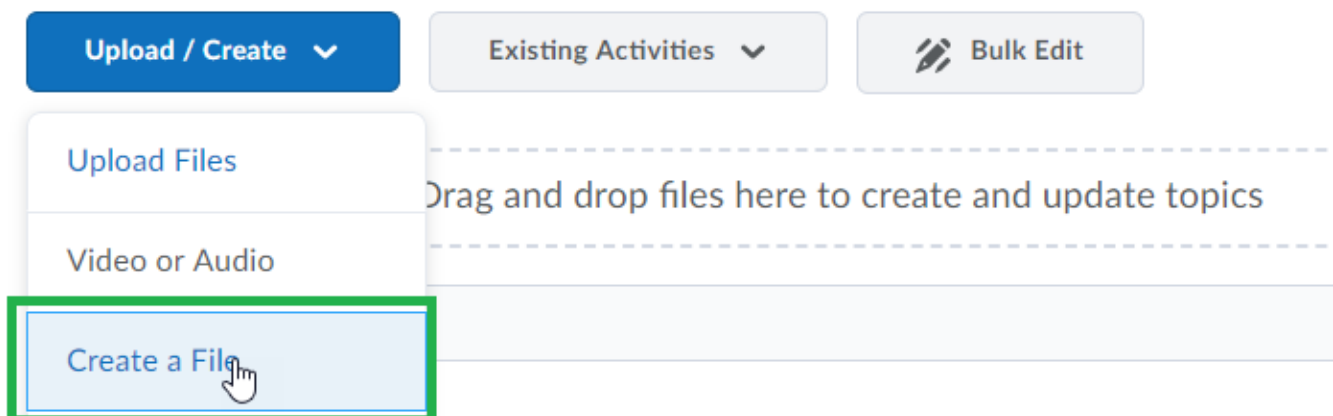 Upload / Create
Existing Activities
Bulk Edit
Upload Files
Drag and drop files here to create and update topics
Video or Audio
Create a File